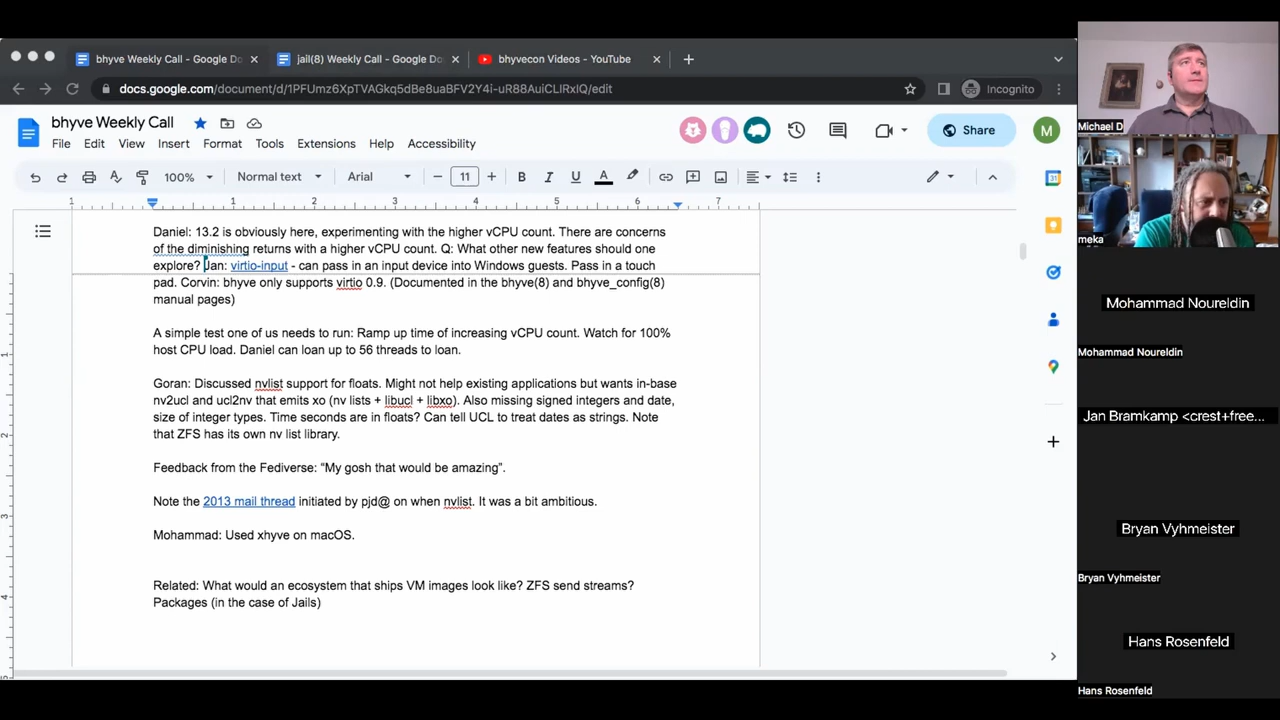 bhyve Weekly Call - Google Do
jail(8) Weekly Call - Google Do
bhyvecon Videos - YouTube
docs.google.com/document/d/1PFUmz6XpTVAGkq5dBe8uaBFV2Y4i-uR88AuiCLlRxIQ/edit
Incognito
bhyve Weekly Call
File Edit View Insert Format Tools Extensions Help Accessibility
Share
M
100% Normal text Arial 11 B I U A
1 1 2 3 4 5 6 7
Daniel: 13.2 is obviously here, experimenting with the higher vCPU count. There are concerns
of the diminishing returns with a higher vCPU count. Q: What other new features should one
explore? Jan: virtio-input - can pass in an input device into Windows guests. Pass in a touch
pad. Corvin: bhyve only supports virtio 0.9. (Documented in the bhyve(8) and bhyve_config(8)
manual pages)
A simple test one of us needs to run: Ramp up time of increasing vCPU count. Watch for 100%
host CPU load. Daniel can loan up to 56 threads to loan.
Goran: Discussed nvlist support for floats. Might not help existing applications but wants in-base
nv2ucl and ucl2nv that emits xo (nv lists + libucl + libxo). Also missing signed integers and date,
size of integer types. Time seconds are in floats? Can tell UCL to treat dates as strings. Note
that ZFS has its own nv list library.
Feedback from the Fediverse: “My gosh that would be amazing”.
Note the 2013 mail thread initiated by pjd@ on when nvlist. It was a bit ambitious.
Mohammad: Used xhyve on macOS.
Related: What would an ecosystem that ships VM images look like? ZFS send streams?
Packages (in the case of Jails)
1
2
3
4
Michael D
meka
Mohammad Noureldin
Mohammad Noureldin
Jan Bramkamp <crest+free...
Bryan Vyhmeister
Bryan Vyhmeister
Hans Rosenfeld
Hans Rosenfeld